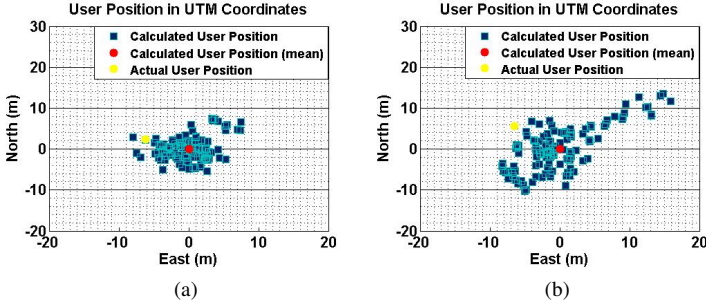 User Position in UTM Coordinates
30
20
10
0
-10
-20
-20
-10
0
10
20
North (m)
East (m)
Calculated User Position
Calculated User Position (mean)
Actual User Position
(a)
User Position in UTM Coordinates
30
20
10
0
-10
-20
-20
-10
0
10
20
North (m)
East (m)
Calculated User Position
Calculated User Position (mean)
Actual User Position
(b)